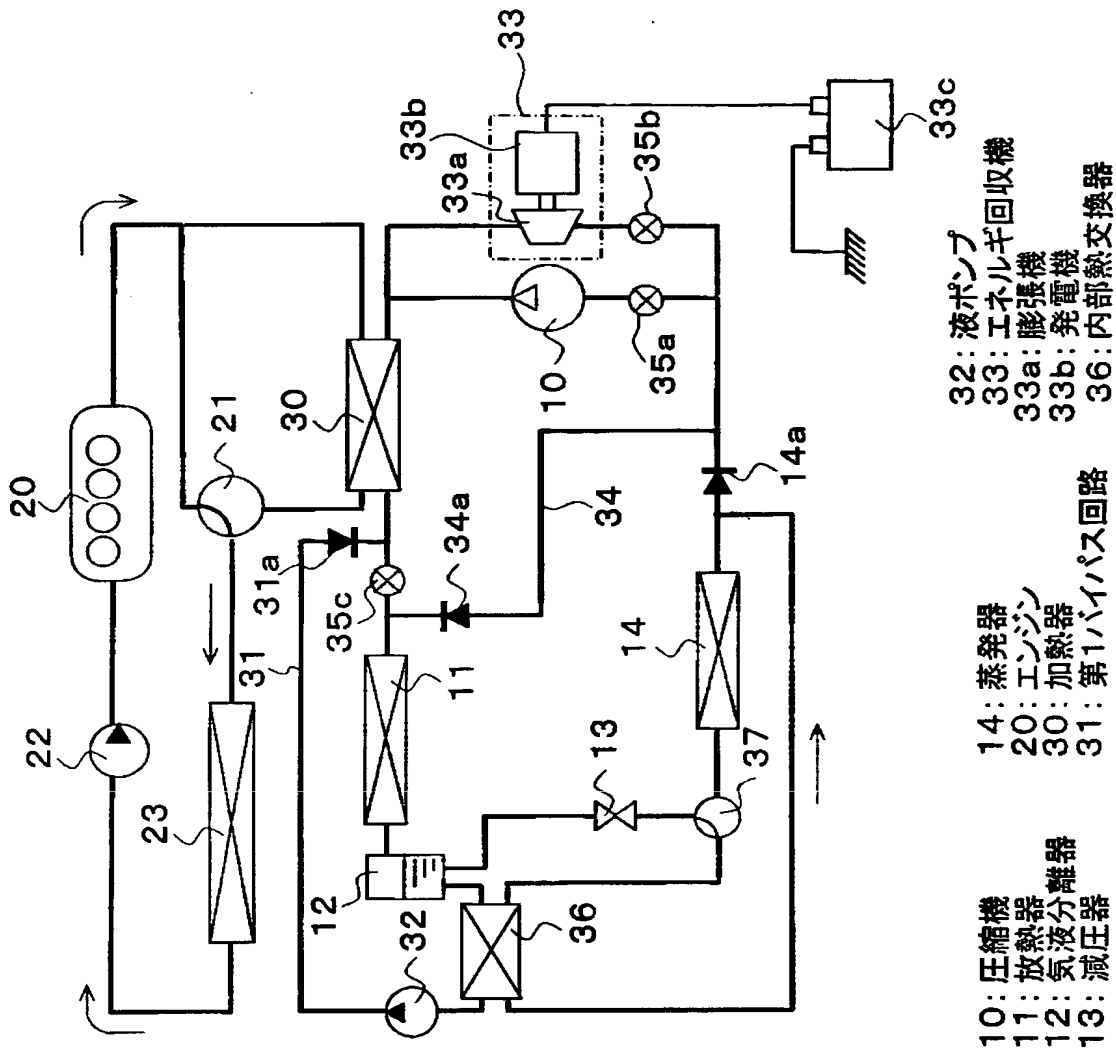 33
33b
33a
33c
35b
35a
10
20
21
30
22
31
31a
35c
34a
34
14a
23
11
14
13
37
12
32
36
10:圧縮機
11:放熱器
12:気液分離器
13:減圧器
14:蒸発器
20:エンジン
30:加熱器
31:第1バイパス回路
32:液ポンプ
33:エネルギ回収機
33a:膨張機
33b:発電機
36:内部熱交換器